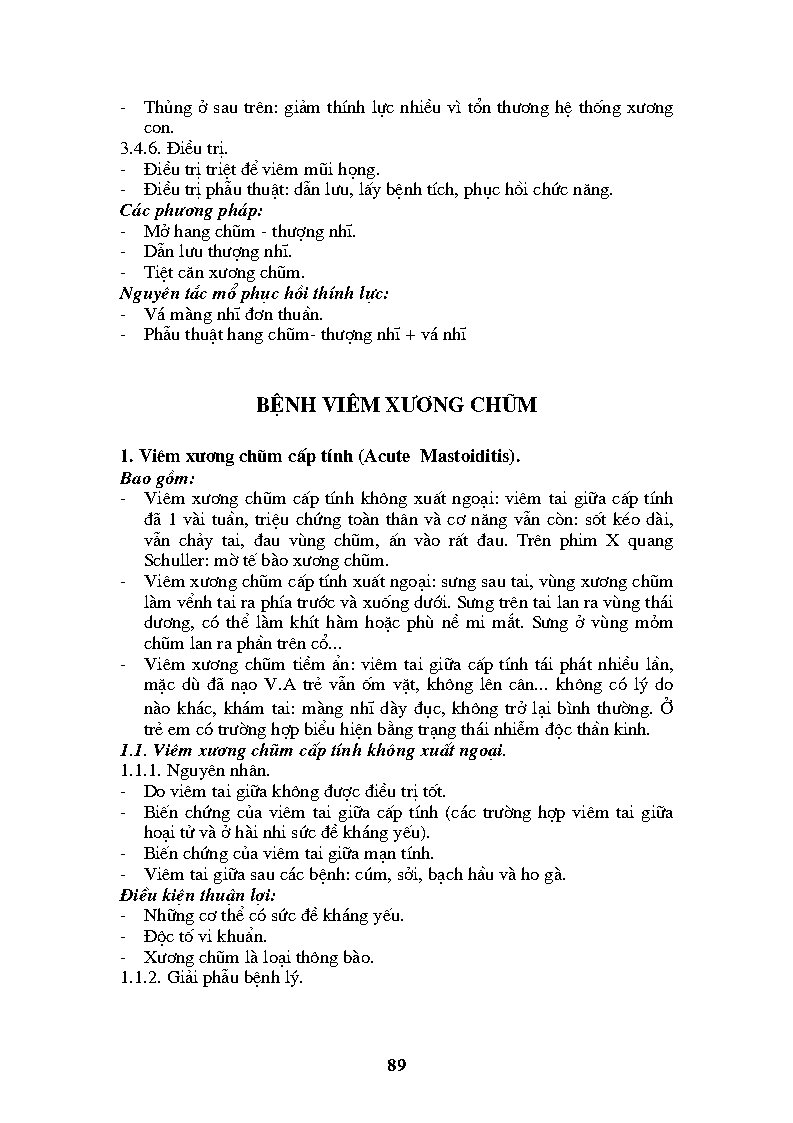 - Thủng ở sau trên: giảm thính lực nhiều vì tổn thương hệ thống xương
con.
3.4.6. Điều trị.
- Điều trị triệt để viêm mũi họng.
- Điều trị phẫu thuật: dẫn lưu, lấy bệnh tích, phục hồi chức năng.
Các phương pháp:
- Mở hang chũm - thượng nhĩ.
- Dẫn lưu thượng nhĩ.
- Tiệt căn xương chũm.
Nguyên tắc mổ phục hồi thính lực:
- Vá màng nhĩ đơn thuần.
- Phẫu thuật hang chũm- thượng nhĩ + vá nhĩ
BỆNH VIÊM XƯƠNG CHŨM
1. Viêm xương chũm cấp tính (Acute Mastoiditis).
Bao gồm:
- Viêm xương chũm cấp tính không xuất ngoại: viêm tai giữa cấp tính
đã 1 vài tuần, triệu chứng toàn thân và cơ năng vẫn còn: sốt kéo dài,
vẫn chảy tai, đau vùng chũm, ấn vào rất đau. Trên phim X quang
Schuller: mờ tế bào xương chũm.
- Viêm xương chũm cấp tính xuất ngoại: sưng sau tai, vùng xương chũm
làm vểnh tai ra phía trước và xuống dưới. Sưng trên tai lan ra vùng thái
dương, có thể lằm khít hàm hoặc phù nề mi mắt. Sưng ở vùng mỏm
chũm lan ra phần trên cổ...
- Viêm xương chũm tiềm ẩn: viêm tai giữa cấp tính tái phát nhiều lần,
mặc dù đã nạo V.A trẻ vẫn ốm vặt, không lên cân... không có lý do
nào khác, khám tai: màng nhĩ dày đục, không trở lại bình thường. Ở
trẻ em có trường hợp biểu hiện bằng trạng thái nhiễm độc thần kinh.
1.1. Viêm xương chũm cấp tính không xuất ngoại.
1.1.1. Nguyên nhân.
- Do viêm tai giữa không được điều trị tốt.
- Biến chứng của viêm tai giữa cấp tính (các trường hợp viêm tai giữa
hoại tử và ở hài nhi sức đề kháng yếu).
- Biến chứng của viêm tai giữa mạn tính.
- Viêm tai giữa sau các bệnh: cúm, sởi, bạch hầu và ho gà.
Điều kiện thuận lợi:
- Những cơ thể có sức đề kháng yếu.
- Độc tố vi khuẩn.
- Xương chũm là loại thông bào.
1.1.2. Giải phẫu bệnh lý.
89